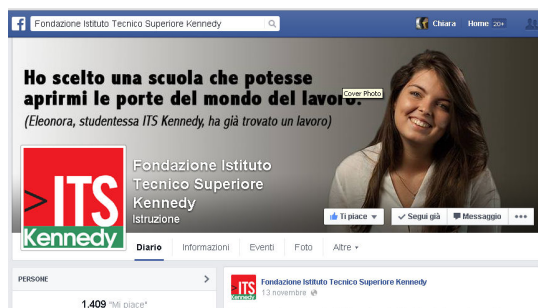 Fondazione Istituto Tecnico Superiore Kennedy
Chiara Home 20+
Ho scelto una scuola che potesse
aprirmi le porte del mondo del lavoro.
Cover Photo
(Eleonora, studentessa ITS Kennedy, ha già trovato un lavoro)
>ITS
Kennedy
Fondazione Istituto
Tecnico Superiore
Kennedy
Istruzione
Ti piace Segui già Messaggio
Diario Informazioni Eventi Foto Altre
PERSONE
1.409 "Mi piace"
>ITS
Kennedy
Fondazione Istituto Tecnico Superiore Kennedy
13 novembre